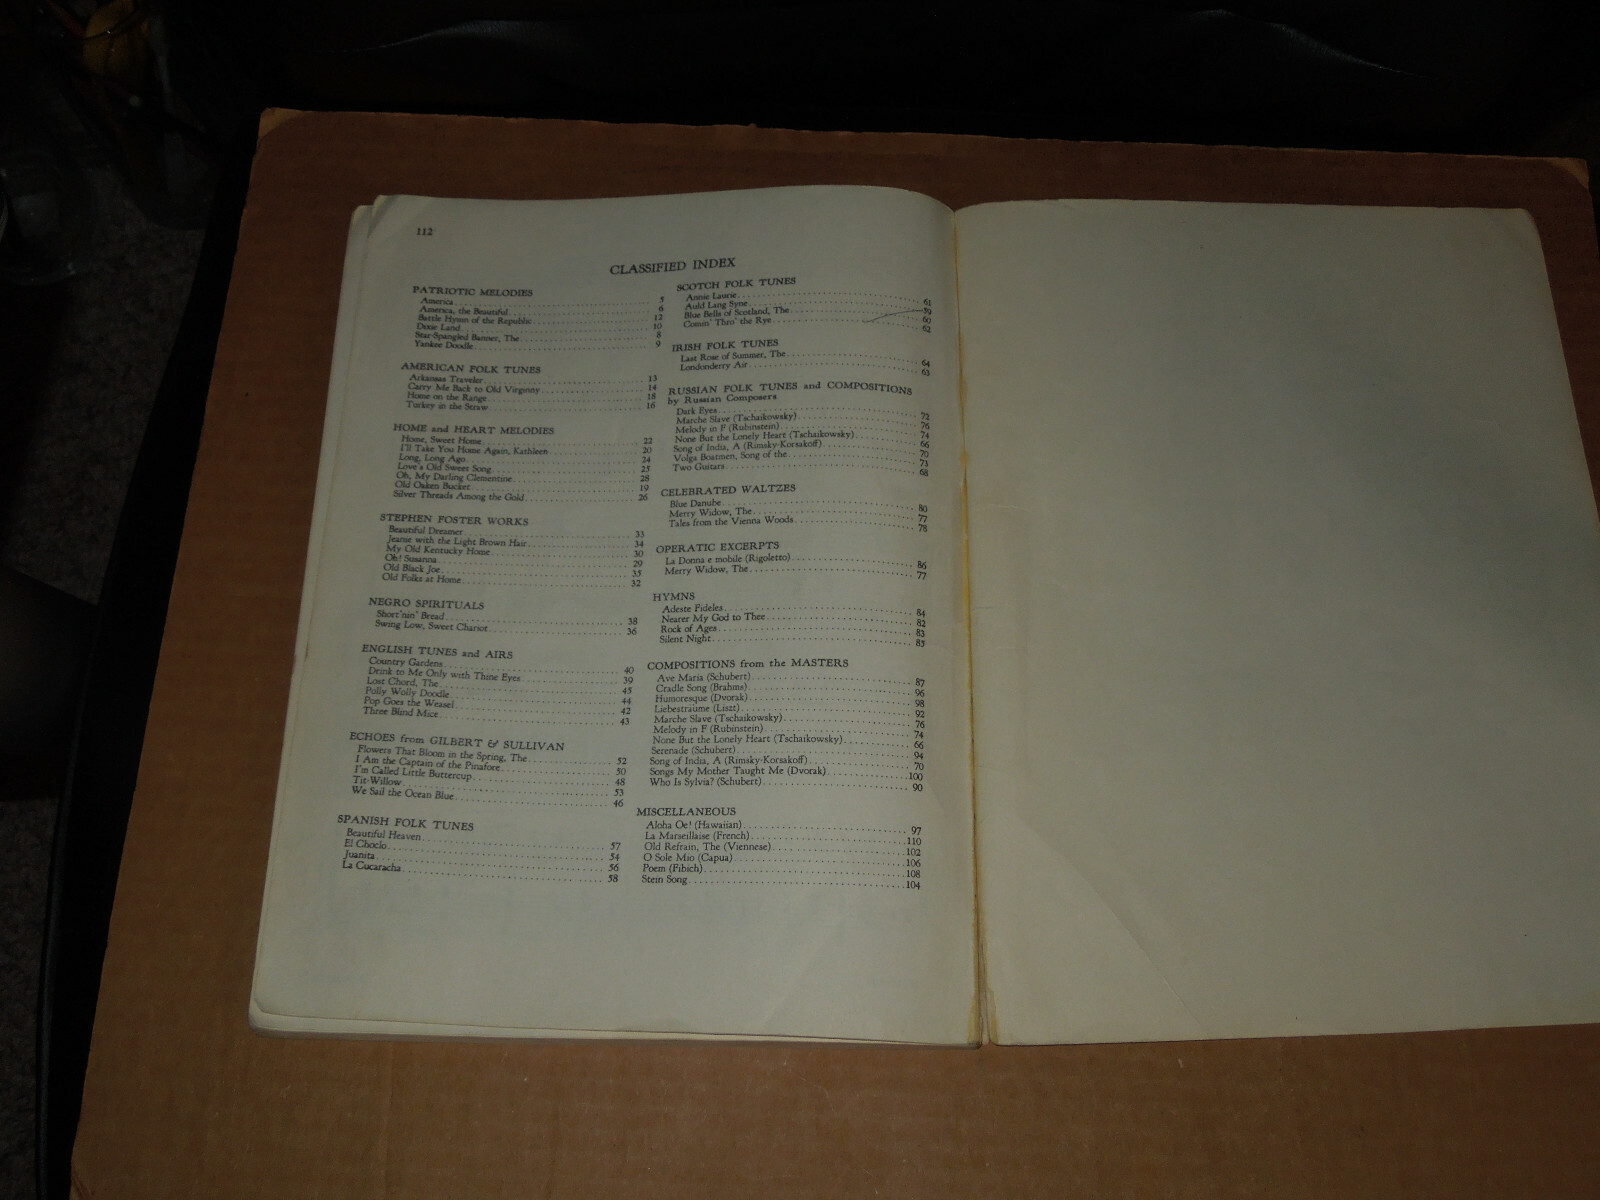 112
CLASSIFIED INDEX
PATRIOTIC MELODIES
America 5
America, the Beautiful 6
Battle Hymn of the Republic 12
Dixie Land 10
Star-Spangled Banner, The 8
Yankee Doodle 9
AMERICAN FOLK TUNES
Arkansas Traveler 13
Carry Me Back to Old Virginny 14
Home on the Range 18
Turkey in the Straw 16
HOME and HEART MELODIES
Home, Sweet Home 22
I'll Take You Home Again, Kathleen 20
Long, Long Ago 24
Love's Old Sweet Song 25
Oh, My Darling Clementine 28
Old Oaken Bucket 19
Silver Threads Among the Gold 26
STEPHEN FOSTER WORKS
Beautiful Dreamer 33
Jeanie with the Light Brown Hair 34
My Old Kentucky Home 30
Oh! Susanna 29
Old Black Joe 35
Old Folks at Home 32
NEGRO SPIRITUALS
Short'nin' Bread 38
Swing Low, Sweet Chariot 36
ENGLISH TUNES and AIRS
Country Gardens 40
Drink to Me Only with Thine Eyes 39
Lost Chord, The 45
Polly Wolly Doodle 44
Pop Goes the Weasel 42
Three Blind Mice 43
ECHOES from GILBERT & SULLIVAN
Flowers That Bloom in the Spring, The 52
I Am the Captain of the Pinafore 50
I'm Called Little Buttercup 48
Tit-Willow 53
We Sail the Ocean Blue 46
SPANISH FOLK TUNES
Beautiful Heaven 57
El Choclo 54
Juanita 56
La Cucaracha 58
SCOTCH FOLK TUNES
Annie Laurie 61
Auld Lang Syne 59
Blue Bells of Scotland, The 60
Comin' Thro' the Rye 62
IRISH FOLK TUNES
Last Rose of Summer, The 64
Londonderry Air 63
RUSSIAN FOLK TUNES and COMPOSITIONS
by Russian Composers
Dark Eyes 72
Marche Slave (Tschaikowsky) 76
Melody in F (Rubinstein) 74
None But the Lonely Heart (Tschaikowsky) 66
Song of India, A (Rimsky-Korsakoff) 70
Volga Boatmen, Song of the 73
Two Guitars 68
CELEBRATED WALTZES
Blue Danube 80
Merry Widow, The 77
Tales from the Vienna Woods 78
OPERATIC EXCERPTS
La Donna e mobile (Rigoletto) 86
Merry Widow, The 77
HYMNS
Adeste Fideles 84
Nearer My God to Thee 82
Rock of Ages 83
Silent Night 85
COMPOSITIONS from the MASTERS
Ave Maria (Schubert) 87
Cradle Song (Brahms) 96
Humoresque (Dvorak) 98
Liebestraume (Liszt) 92
Marche Slave (Tschaikowsky) 76
Melody in F (Rubinstein) 74
None But the Lonely Heart (Tschaikowsky) 66
Serenade (Schubert) 94
Song of India, A (Rimsky-Korsakoff) 70
Songs My Mother Taught Me (Dvorak) 100
Who Is Sylvia? (Schubert) 90
MISCELLANEOUS
Aloha Oe! (Hawaiian) 97
La Marseillaise (French) 110
Old Refrain, The (Viennese) 102
O Sole Mio (Capua) 106
Poem (Fibich) 108
Stein Song 104